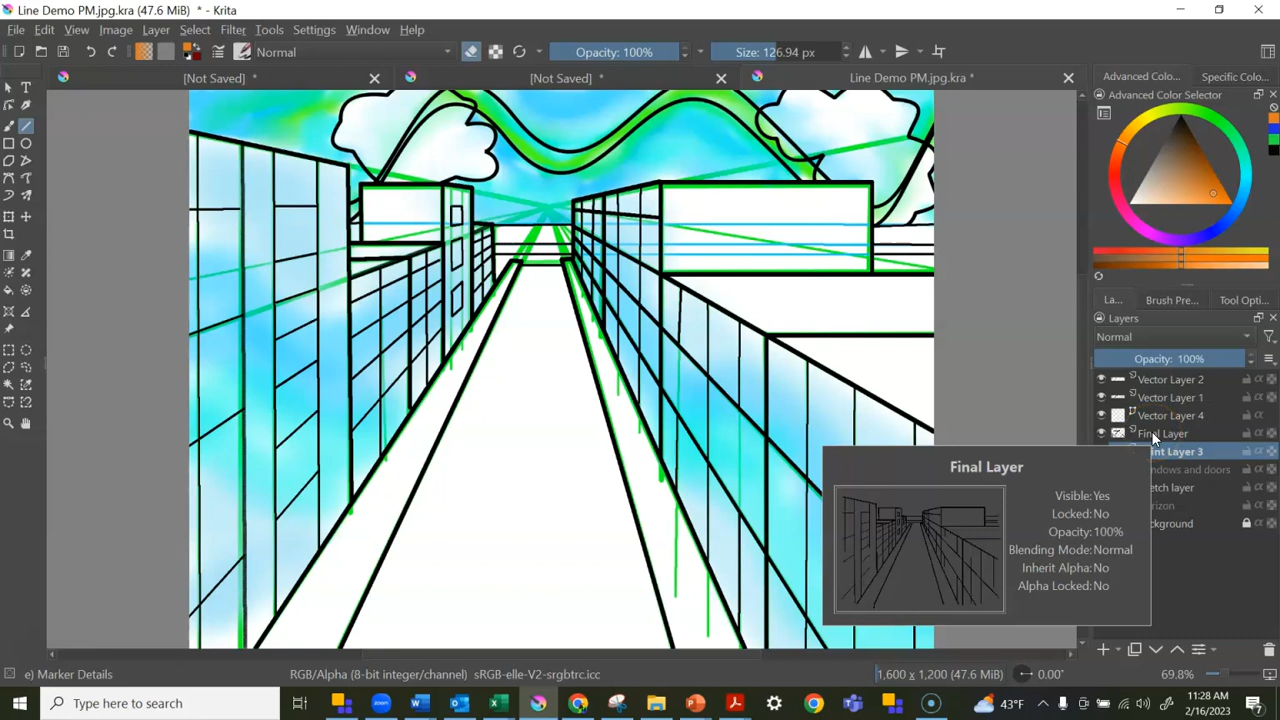 Line Demo PM.jpg.kra (47.6 MiB) * - Krita
File Edit View Image Layer Select Filter Tools Settings Window Help
Normal Opacity: 100% Size: 126.94 px
[Not Saved] * [Not Saved] * Line Demo PM.jpg.kra * Advanced Colo... Specific Colo...
Advanced Color Selector
La... Brush Pre... Tool Opti...
Layers
Normal
Opacity: 100%
Vector Layer 2
Vector Layer 1
Vector Layer 4
Final Layer
int Layer 3
ndows and doors
etch layer
rizon
ckground
Final Layer
Visible: Yes
Locked: No
Opacity: 100%
Blending Mode: Normal
Inherit Alpha: No
Alpha Locked: No
e) Marker Details RGB/Alpha (8-bit integer/channel) sRGB-elle-V2-srgbtrc.icc 1,600 x 1,200 (47.6 MiB) 0.00° 69.8%
Type here to search 43°F 11:28 AM
2/16/2023